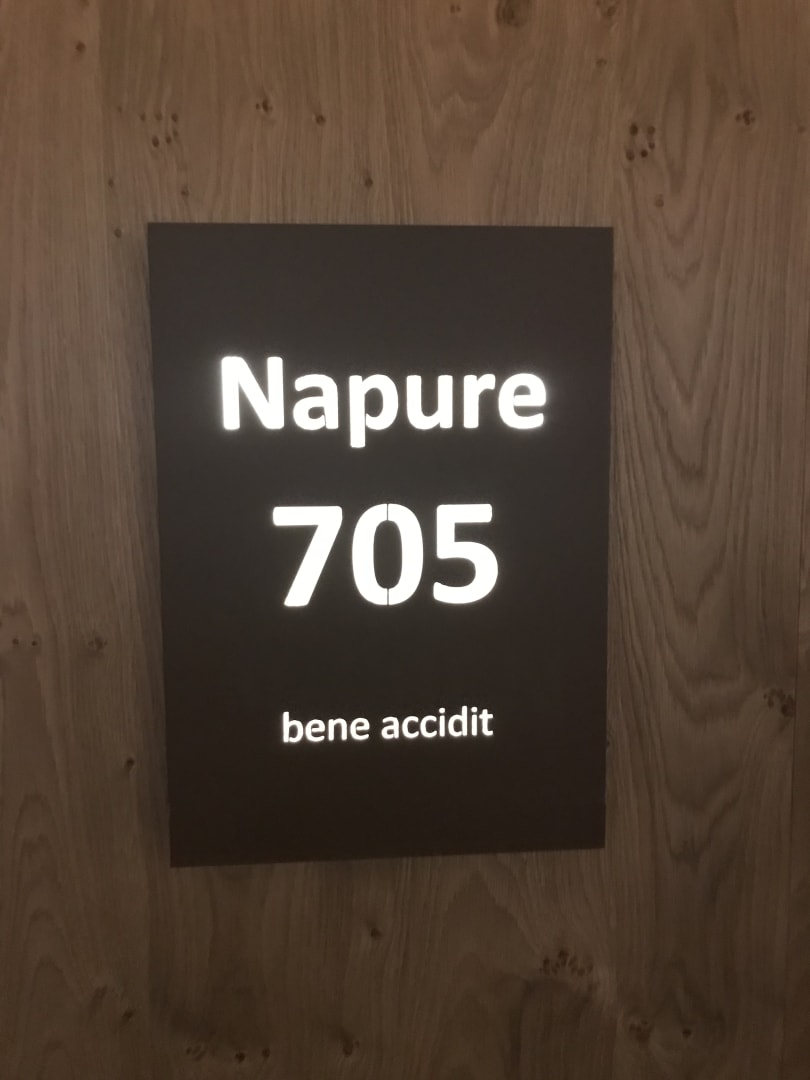 Napure
705
bene accidit